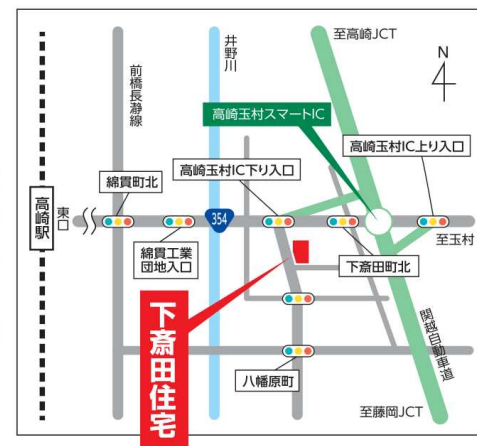 至高崎JCT
N
井野川
前橋長瀞線
高崎玉村スマートIC
高崎玉村IC上り入口
高崎玉村IC下り入口
綿貫町北
高崎駅
東口
354
至玉村
綿貫工業
団地入口
下斎田町北
下斎田住宅
関越自動車道
八幡原町
至藤岡JCT